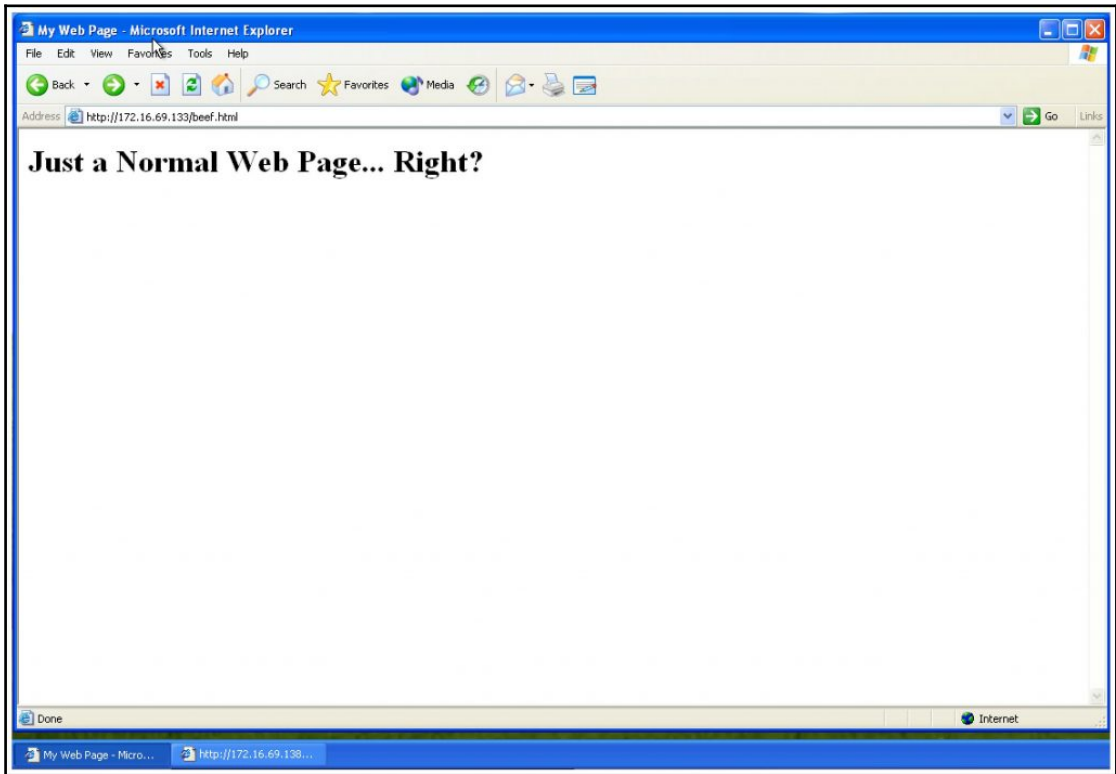 My Web Page - Microsoft Internet Explorer
File Edit View Favorites Tools Help
Back Search Favorites Media
Address http://172.16.69.133/beef.html Go Links
Just a Normal Web Page... Right?
Done Internet
My Web Page - Micro... http://172.16.69.138...